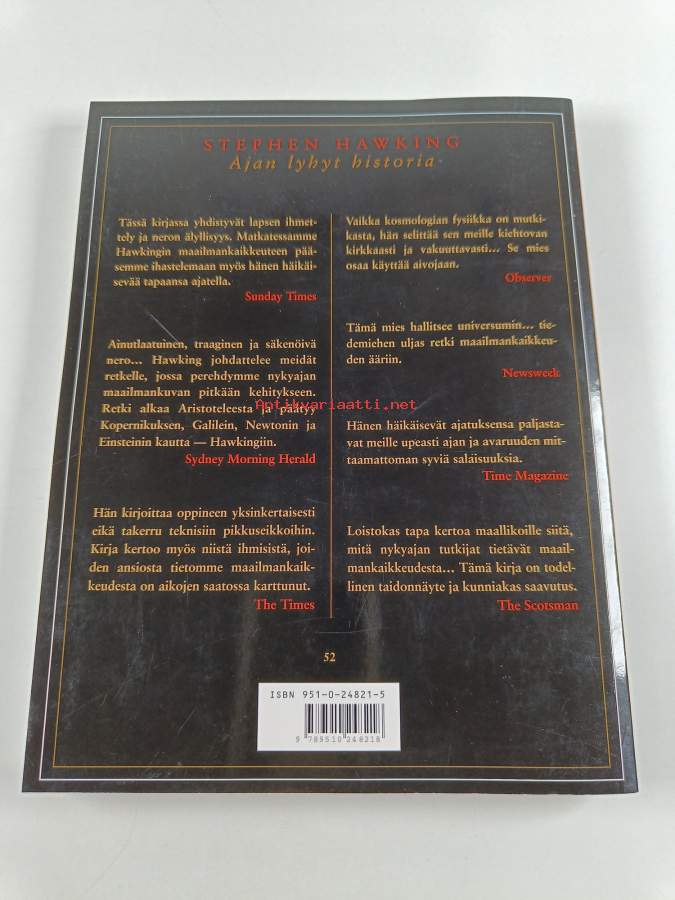 STEPHEN HAWKING
Ajan lyhyt historia
Tässä kirjassa yhdistyvät lapsen ihmet-
tely ja neron älyllisyys. Matkatessamme
Hawkingin maailmankaikkeuteen pää-
semme ihastelemaan myös hänen häikäi-
sevää tapaansa ajatella.
Sunday Times
Ainutlaatuinen, traaginen ja säkenöivä
nero... Hawking johdattelee meidät
retkelle, jossa perehdymme nykyajan
maailmankuvan pitkään kehitykseen.
Retki alkaa Aristoteleesta ja päätyy
Kopernikuksen, Galilein, Newtonin ja
Einsteinin kautta — Hawkingiin.
Sydney Morning Herald
Hän kirjoittaa oppineen yksinkertaisesti
eikä takerru teknisiin pikkuseikkoihin.
Kirja kertoo myös niistä ihmisistä, joi-
den ansiosta tietomme maailmankaik-
keudesta on aikojen saatossa karttunut.
The Times
Vaikka kosmologian fysiikka on mutki-
kasta, hän selittää sen meille kiehtovan
kirkkaasti ja vakuuttavasti... Se mies
osaa käyttää aivojaan.
Observer
Tämä mies hallitsee universumin... tie-
demiehen uljas retki maailmankaikkeu-
den ääriin.
Newsweek
Hänen häikäisevät ajatuksensa paljasta-
vat meille upeasti ajan ja avaruuden mit-
taamattoman syviä salaisuuksia.
Time Magazine
Loistokas tapa kertoa maallikoille siitä,
mitä nykyajan tutkijat tietävät maail-
mankaikkeudesta... Tämä kirja on todel-
linen taidonnäyte ja kunniakas saavutus.
The Scotsman
Antikvariaatti.net
52
ISBN 951-0-24821-5
9 789510 248218